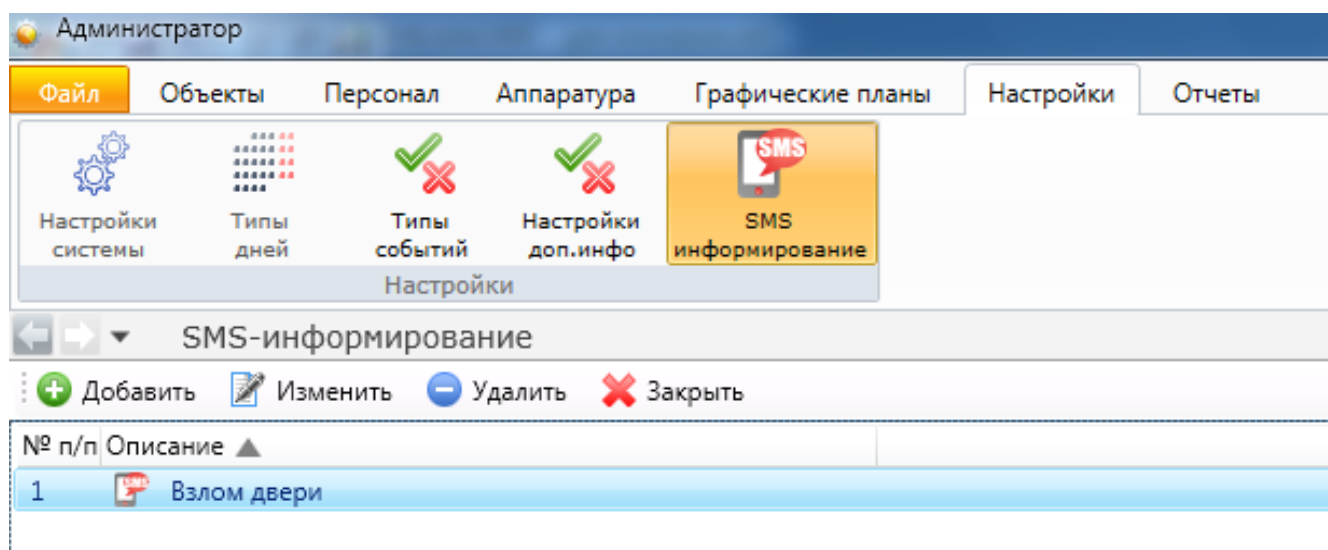 Администратор
Файл Объекты Персонал Аппаратура Графические планы Настройки Отчеты
SMS
Настройки системы Типы дней Типы событий Настройки доп.инфо SMS информирование
Настройки
SMS-информирование
Добавить Изменить Удалить Закрыть
№ п/п Описание
1 SMS Взлом двери